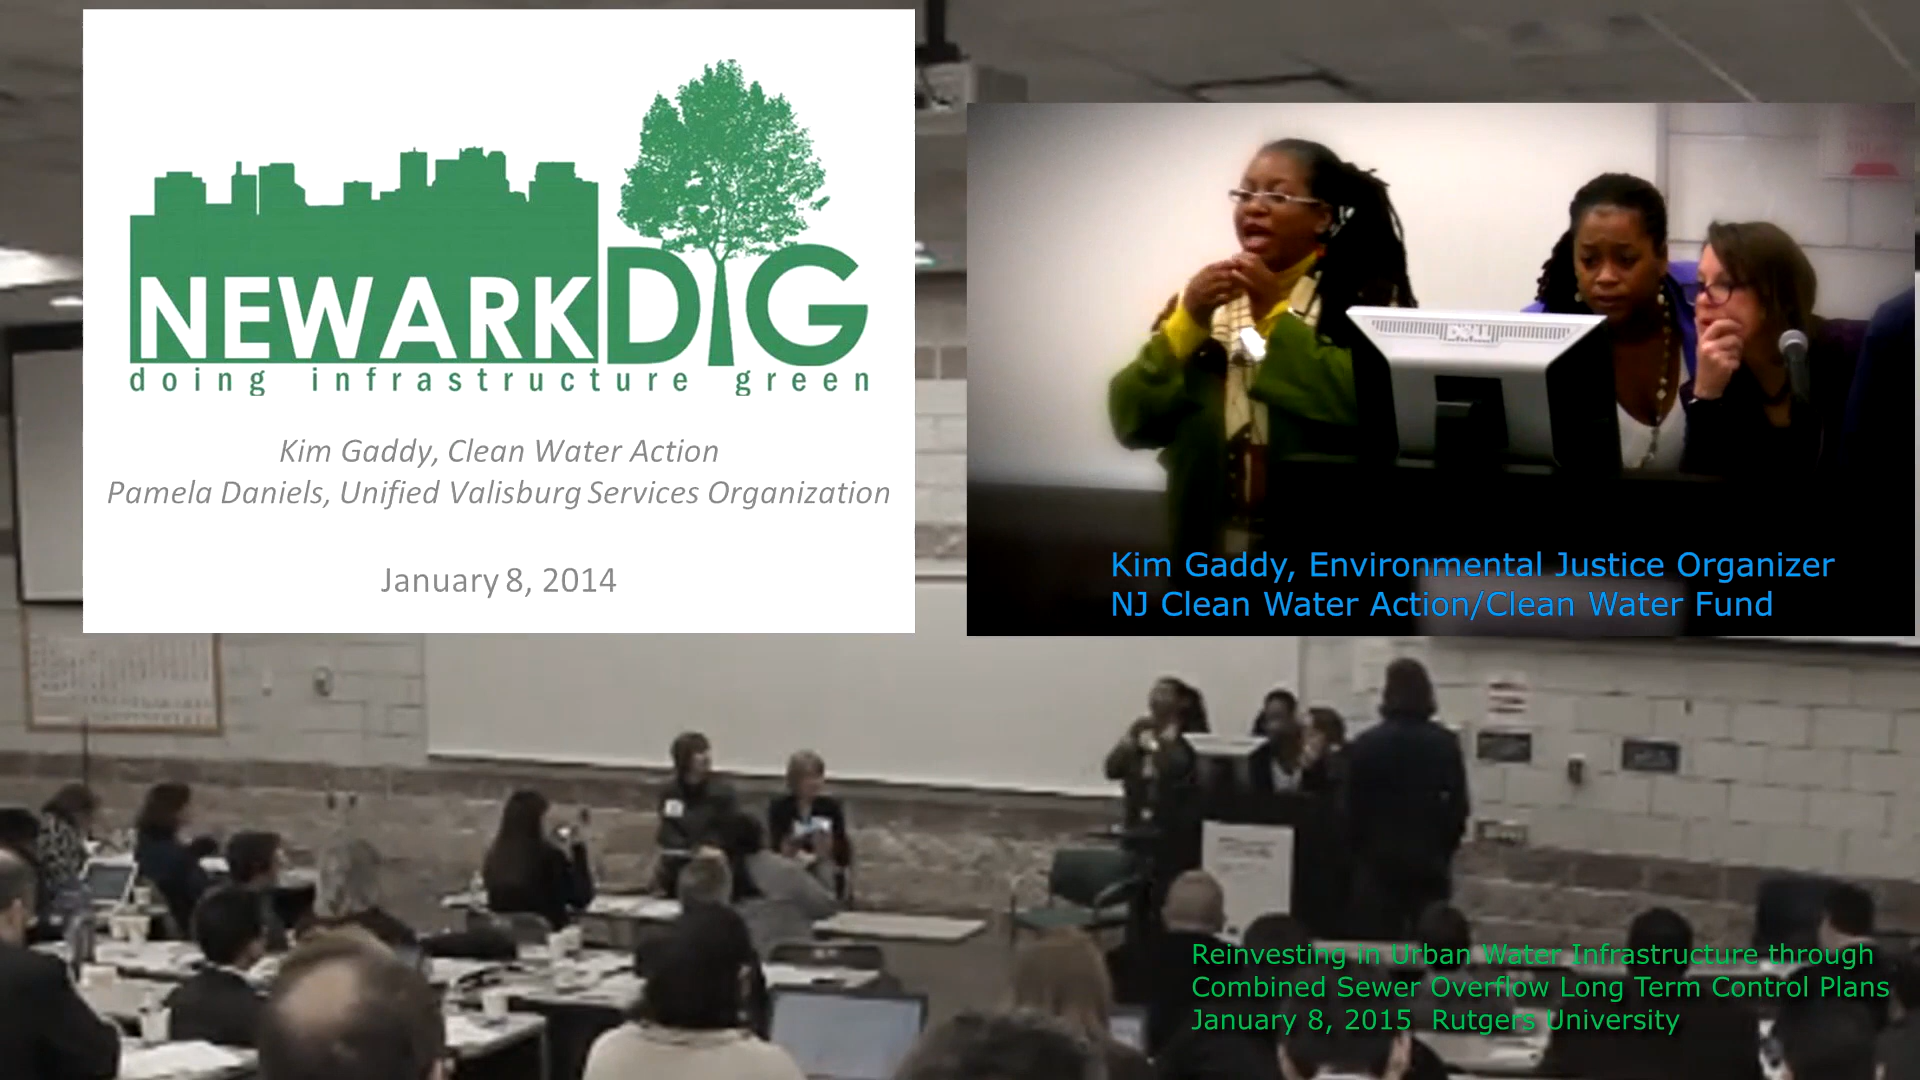 NEWARKDIG
doing infrastructure green
Kim Gaddy, Clean Water Action
Pamela Daniels, Unified Valisburg Services Organization
January 8, 2014
DELL
Kim Gaddy, Environmental Justice Organizer
NJ Clean Water Action/Clean Water Fund
Reinvesting in Urban Water Infrastructure through
Combined Sewer Overflow Long Term Control Plans
January 8, 2015 Rutgers University